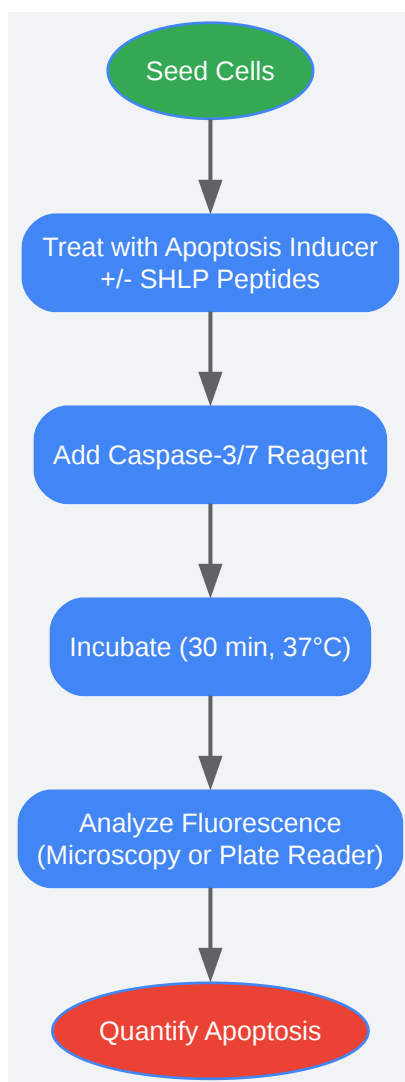 Seed Cells
Treat with Apoptosis Inducer
+/- SHLP Peptides
Add Caspase-3/7 Reagent
Incubate (30 min, 37°C)
Analyze Fluorescence
(Microscopy or Plate Reader)
Quantify Apoptosis